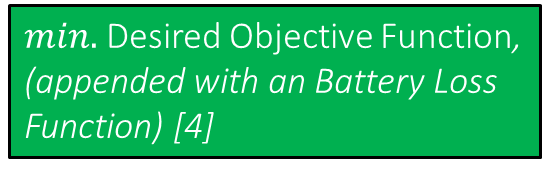 min. Desired Objective Function,
(appended with an Battery Loss
Function) [4]